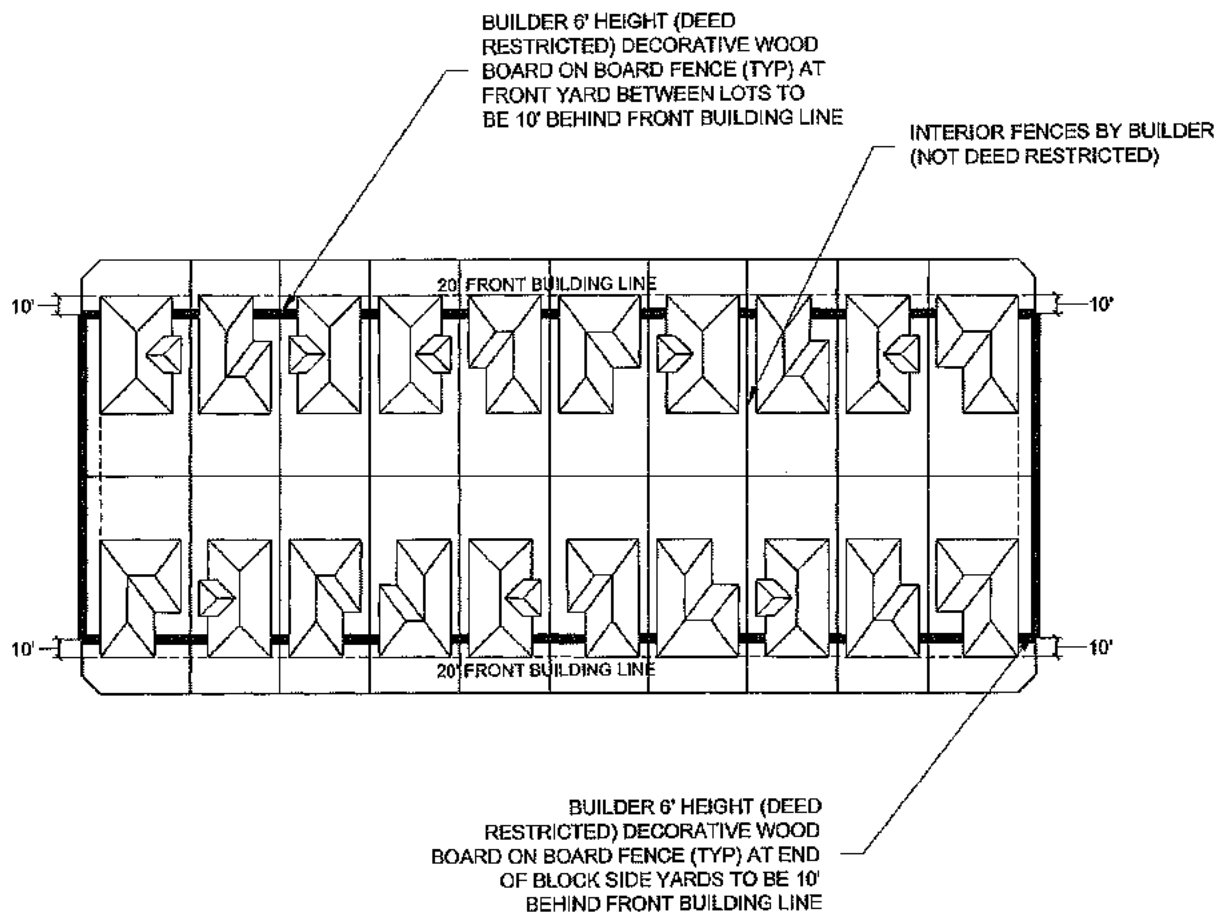 BUILDER 6' HEIGHT (DEED
RESTRICTED) DECORATIVE WOOD
BOARD ON BOARD FENCE (TYP) AT
FRONT YARD BETWEEN LOTS TO
BE 10' BEHIND FRONT BUILDING LINE
INTERIOR FENCES BY BUILDER
(NOT DEED RESTRICTED)
20' FRONT BUILDING LINE
10'
10'
10'
10'
20' FRONT BUILDING LINE
BUILDER 6' HEIGHT (DEED
RESTRICTED) DECORATIVE WOOD
BOARD ON BOARD FENCE (TYP) AT END
OF BLOCK SIDE YARDS TO BE 10'
BEHIND FRONT BUILDING LINE